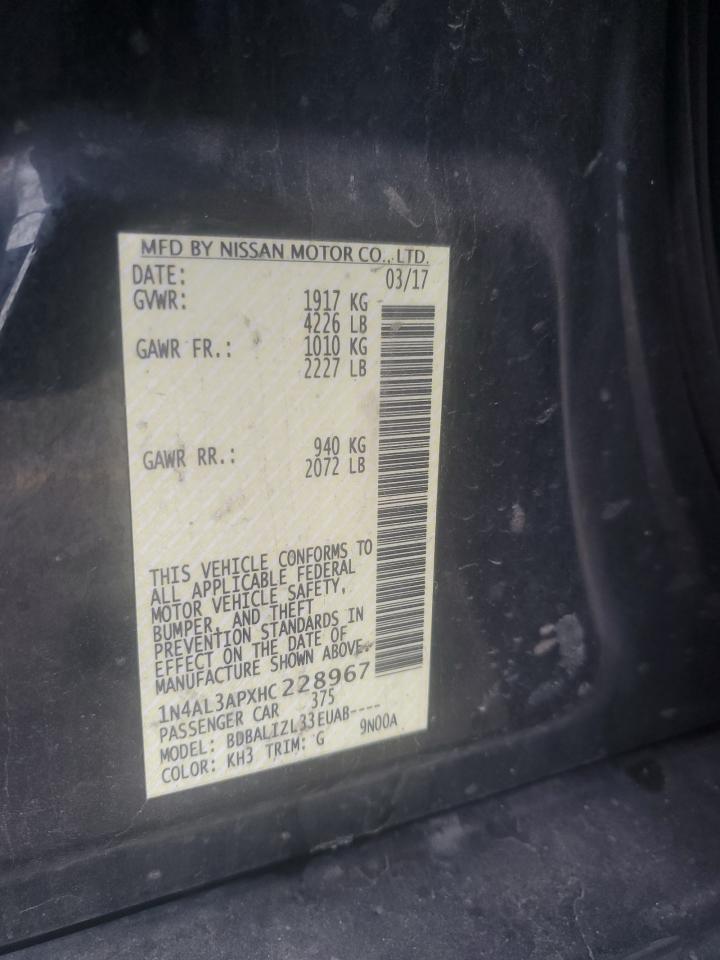 MFD BY NISSAN MOTOR CO., LTD.
DATE: 03/17
GVWR: 1917 KG
4226 LB
GAWR FR.: 1010 KG
2227 LB
GAWR RR.: 940 KG
2072 LB
THIS VEHICLE CONFORMS TO
ALL APPLICABLE FEDERAL
MOTOR VEHICLE SAFETY,
BUMPER, AND THEFT
PREVENTION STANDARDS IN
EFFECT ON THE DATE OF
MANUFACTURE SHOWN ABOVE.
1N4AL3APXHC228967
PASSENGER CAR 375
MODEL: BDBALIZL33EUAB----
COLOR: KH3 TRIM: G 9N00A